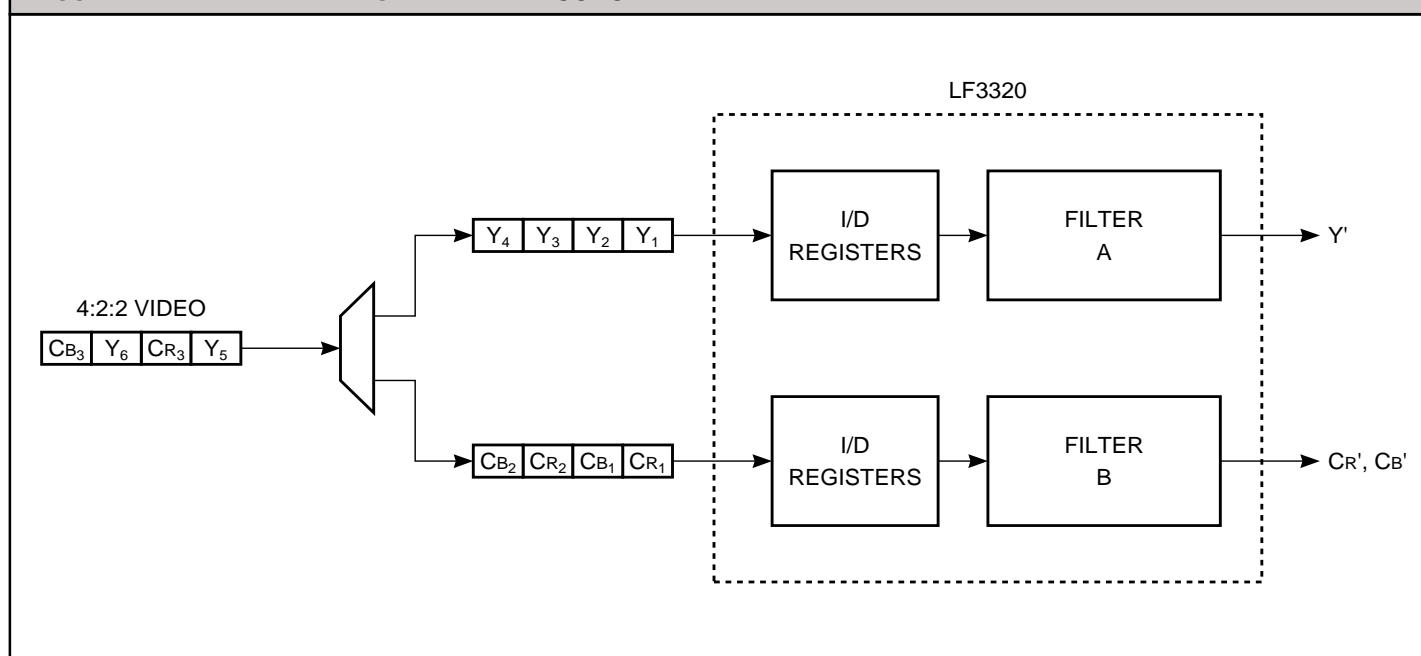 LF3320
I/D
REGISTERS
FILTER
A
Y₄ Y₃ Y₂ Y₁
Y'
4:2:2 VIDEO
CB₃ Y₆ CR₃ Y₅
I/D
REGISTERS
FILTER
B
CB₂ CR₂ CB₁ CR₁
CR', CB'